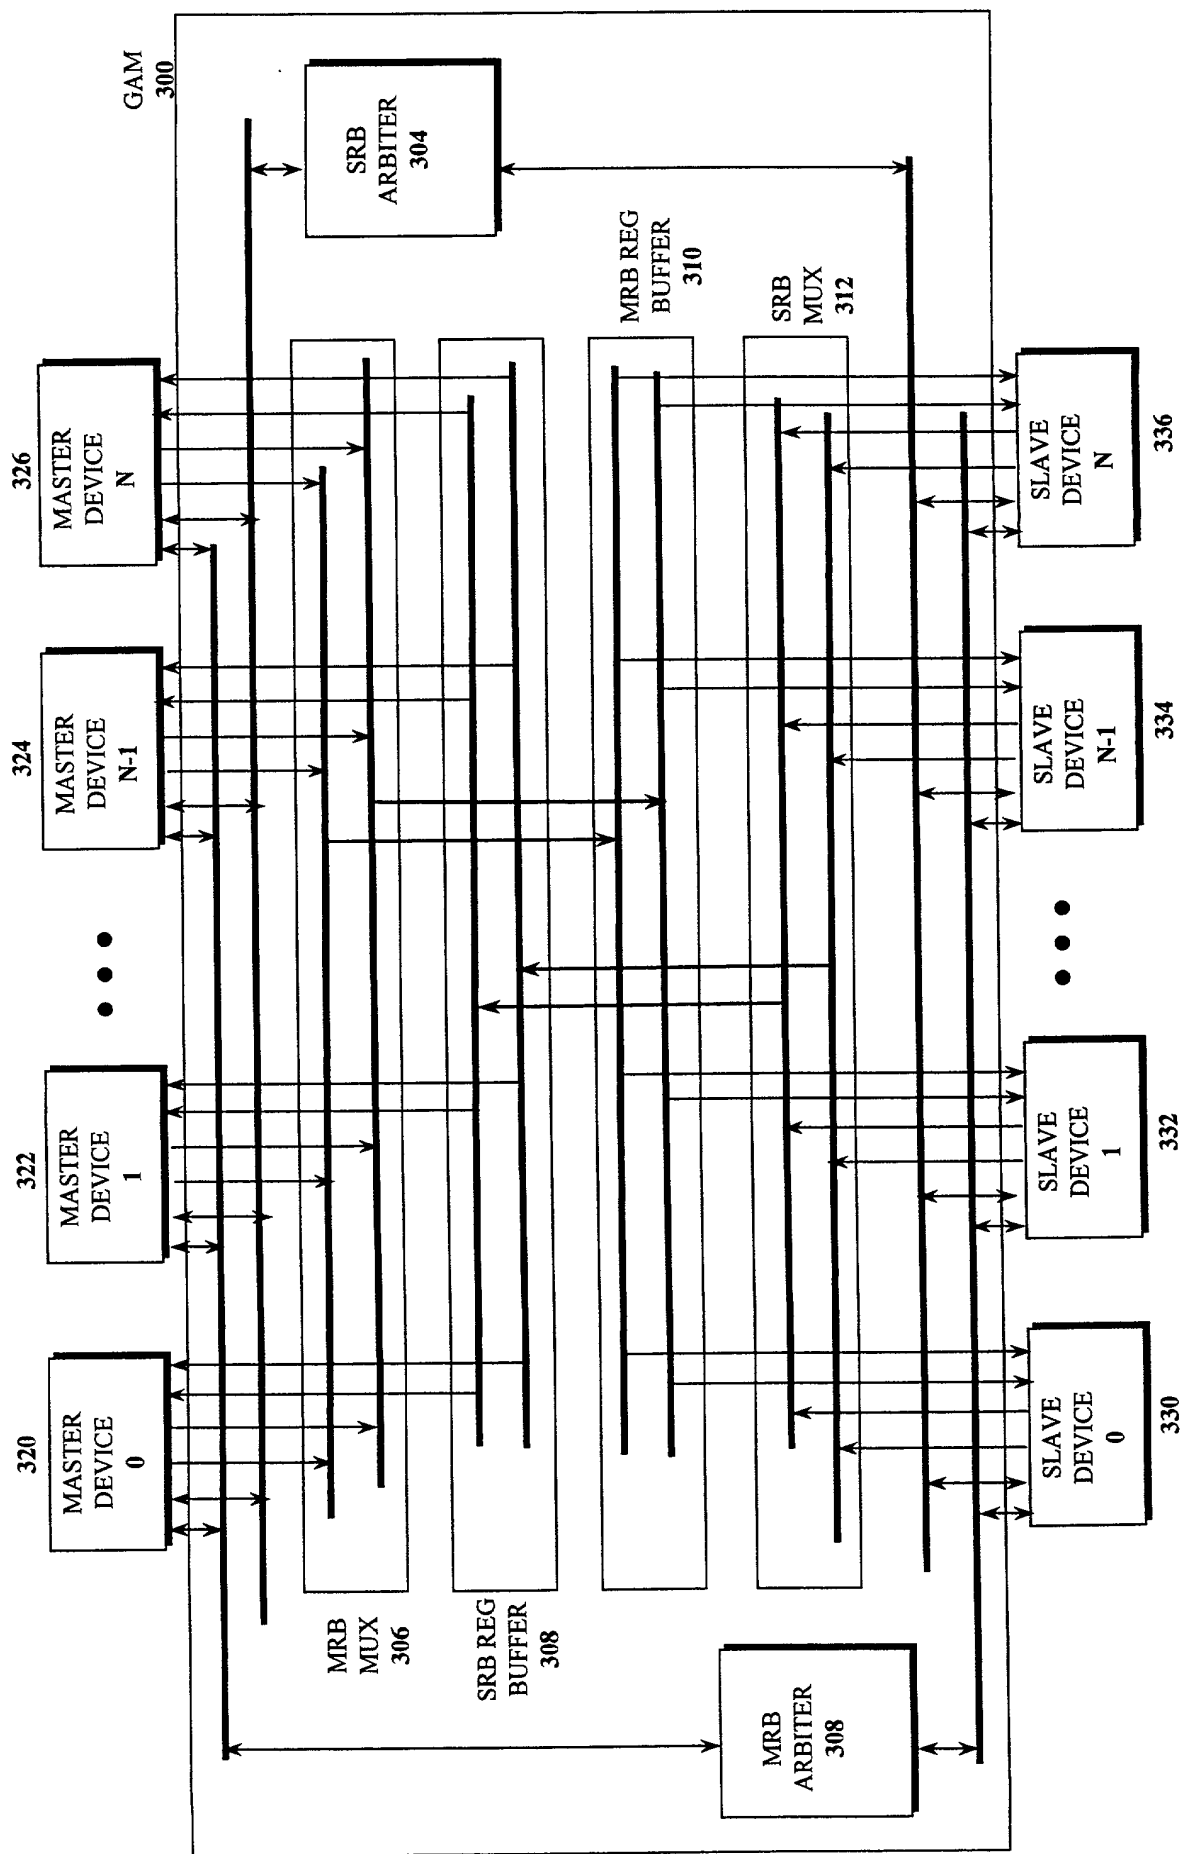 GAM
300
326
MASTER
DEVICE
N
324
MASTER
DEVICE
N-1
322
MASTER
DEVICE
1
320
MASTER
DEVICE
0
SRB
ARBITER
304
MRB REG
BUFFER
310
SRB
MUX
312
MRB
MUX
306
SRB REG
BUFFER
308
MRB
ARBITER
308
SLAVE
DEVICE
N
336
SLAVE
DEVICE
N-1
334
SLAVE
DEVICE
1
332
SLAVE
DEVICE
0
330